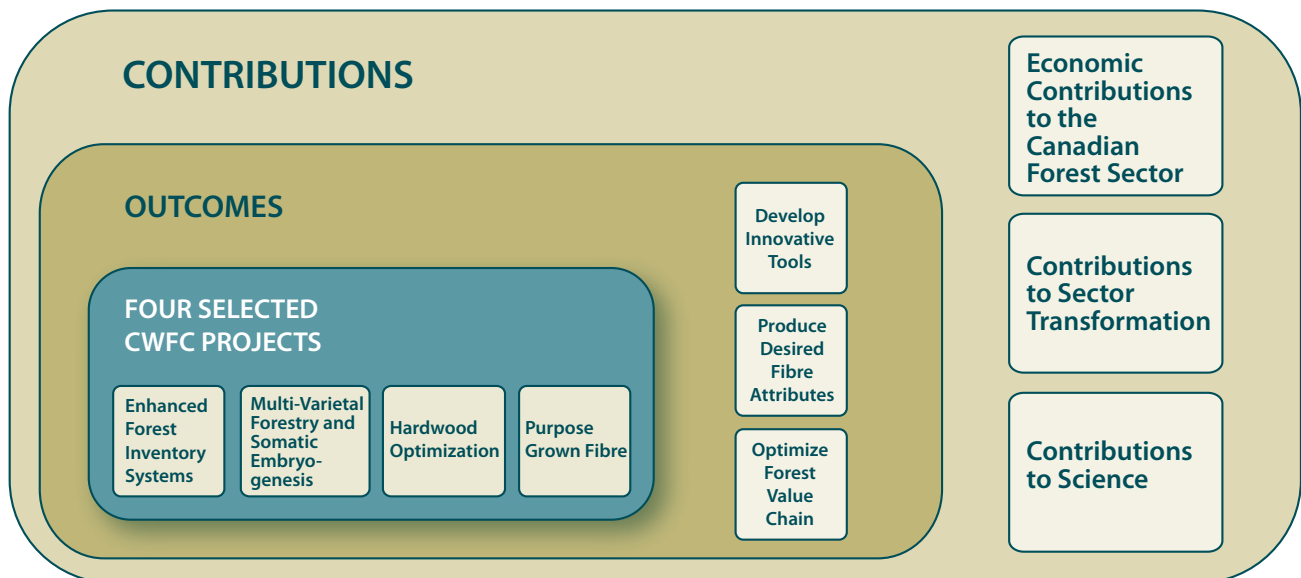 CONTRIBUTIONS
OUTCOMES
FOUR SELECTED
CWFC PROJECTS
Enhanced
Forest
Inventory
Systems
Multi-Varietal
Forestry and
Somatic
Embryo-
genesis
Hardwood
Optimization
Purpose
Grown Fibre
Develop
Innovative
Tools
Produce
Desired
Fibre
Attributes
Optimize
Forest
Value
Chain
Economic
Contributions
to the
Canadian
Forest Sector
Contributions
to Sector
Transformation
Contributions
to Science